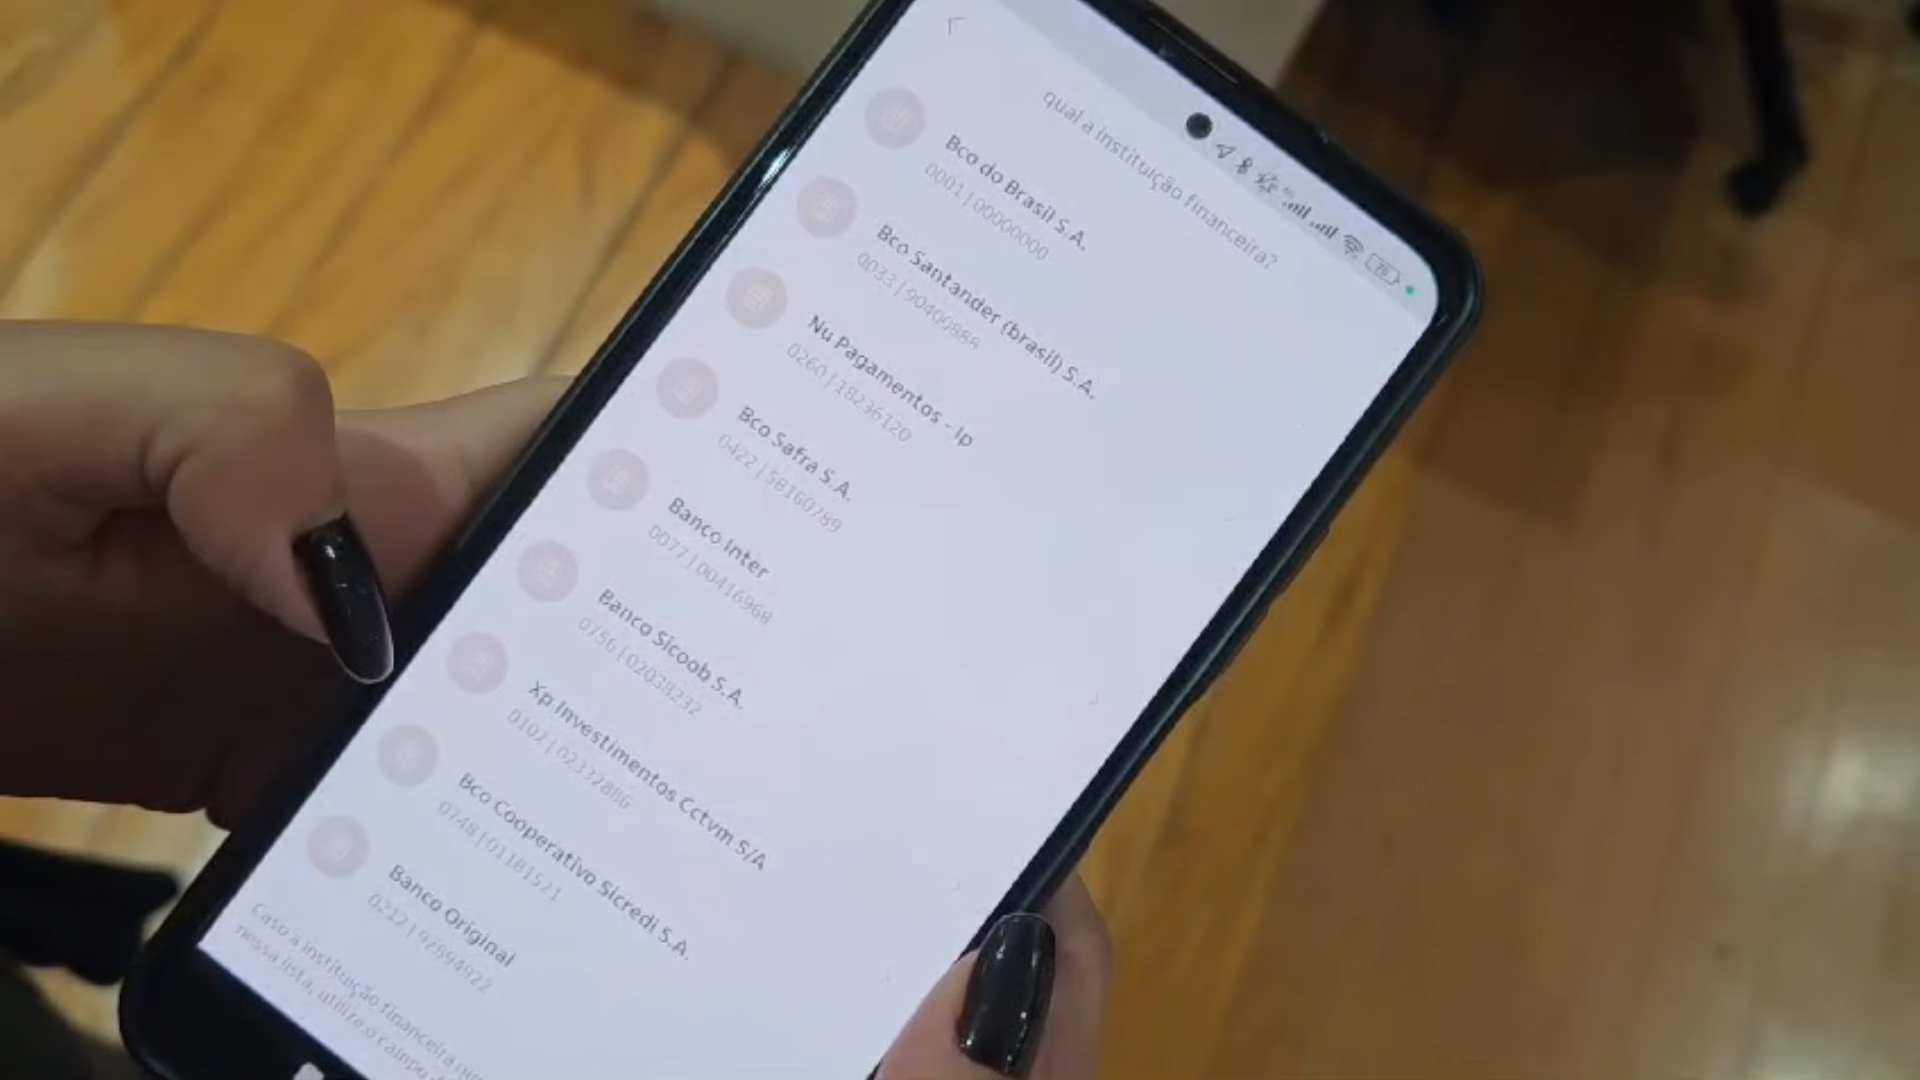 qual a instituição financeira?
Bco do Brasil S.A.
0001 | 00000000
Bco Santander (brasil) S.A.
0033 | 90400888
Nu Pagamentos - Ip
0260 | 18236120
Bco Safra S.A.
0422 | 58160789
Banco Inter
0077 | 00416968
Banco Sicoob S.A.
0756 | 02038232
Xp Investimentos Cctvm S/A
0102 | 02332886
Bco Cooperativo Sicredi S.A.
0748 | 01181521
Banco Original
0212 | 92894922
Caso a instituição financeira
nessa lista, utilize o campo